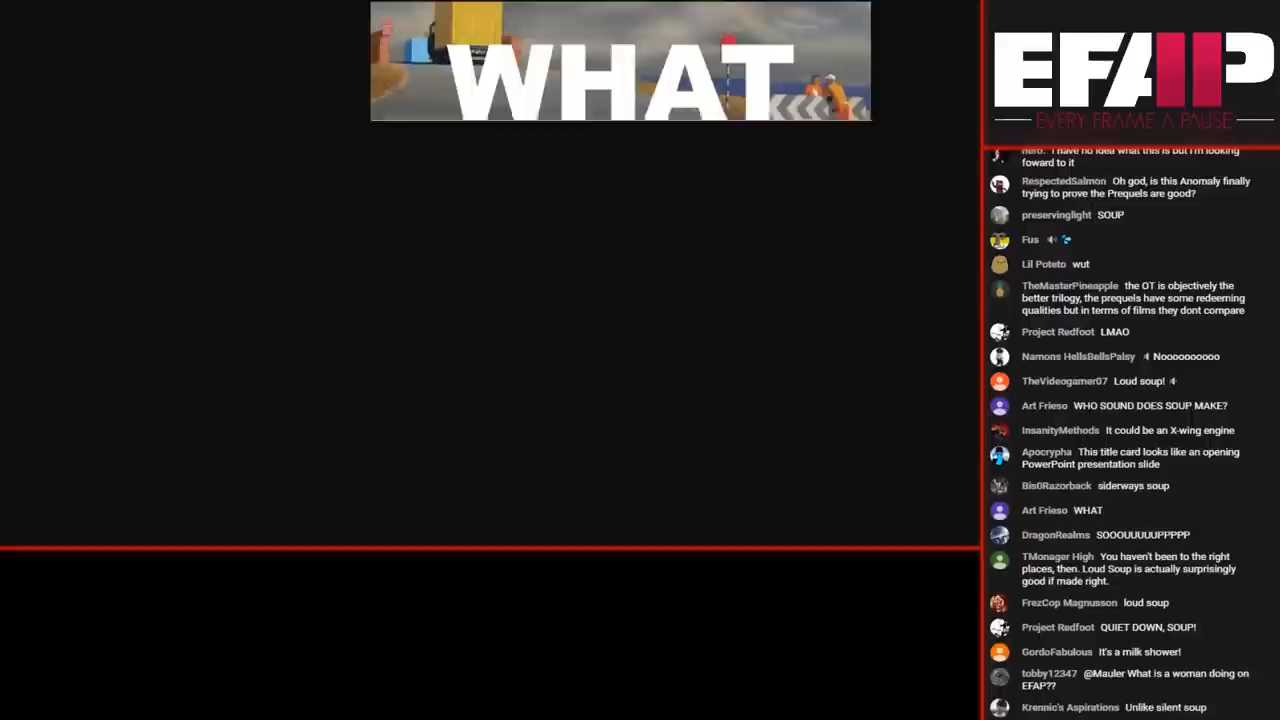 WHAT
EFAP
EVERY FRAME A PAUSE
nero. I have no idea what this is but I'm looking
foward to it
RespectedSalmon Oh god, is this Anomaly finally
trying to prove the Prequels are good?
preservinglight SOUP
Fus
Lil Poteto wut
TheMasterPineapple the OT is objectively the
better trilogy, the prequels have some redeeming
qualities but in terms of films they dont compare
Project Redfoot LMAO
Namons HellsBellsPalsy Noooooooooo
TheVideogamer07 Loud soup!
Art Frieso WHO SOUND DOES SOUP MAKE?
InsanityMethods It could be an X-wing engine
Apocrypha This title card looks like an opening
PowerPoint presentation slide
Bis0Razorback siderways soup
Art Frieso WHAT
DragonRealms SOOOUUUUUPPPPP
TMonager High You haven't been to the right
places, then. Loud Soup is actually surprisingly
good if made right.
FrezCop Magnusson loud soup
Project Redfoot QUIET DOWN, SOUP!
GordoFabulous It's a milk shower!
tobby12347 @Mauler What is a woman doing on
EFAP??
Krennic's Aspirations Unlike silent soup